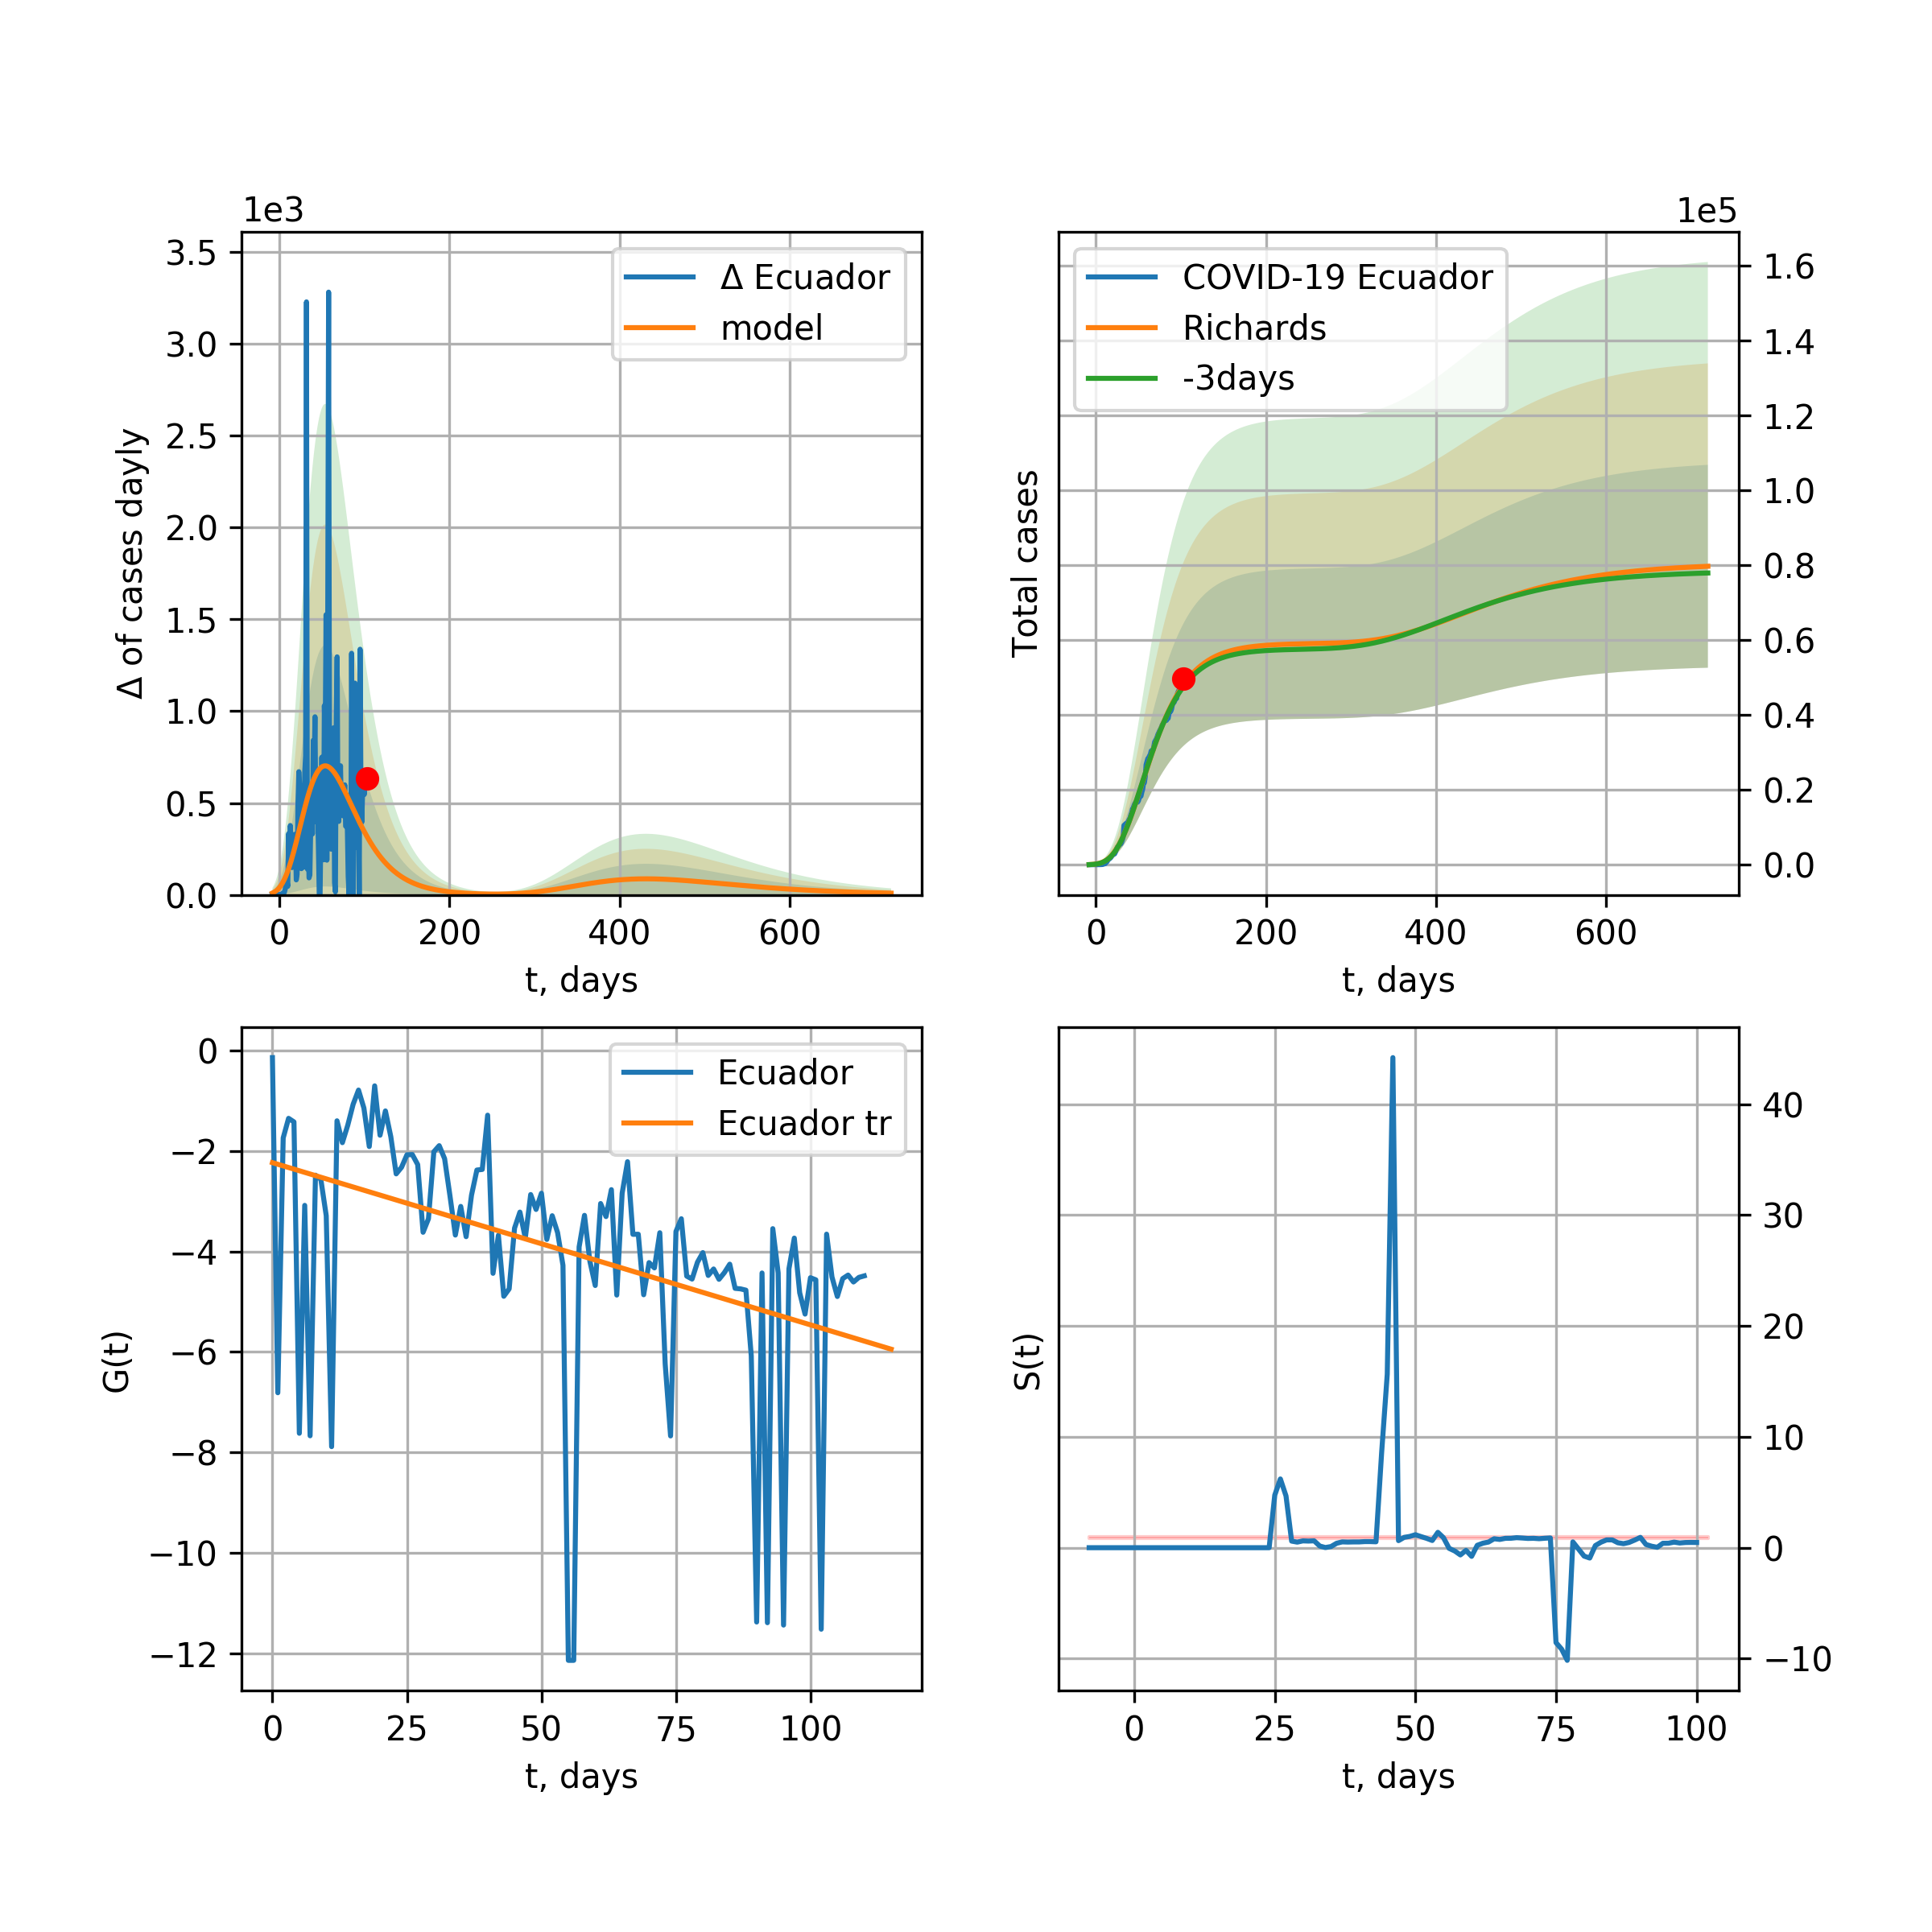 1e3
3.5
3.0
2.5
2.0
1.5
1.0
0.5
0.0
Δ of cases dayly
Δ Ecuador
model
0 200 400 600
t, days
1e5
1.6
1.4
1.2
1.0
0.8
0.6
0.4
0.2
0.0
Total cases
COVID-19 Ecuador
Richards
-3days
0 200 400 600
t, days
0
−2
−4
−6
−8
−10
−12
G(t)
Ecuador
Ecuador tr
0 25 50 75 100
t, days
40
30
20
10
0
−10
S(t)
0 25 50 75 100
t, days